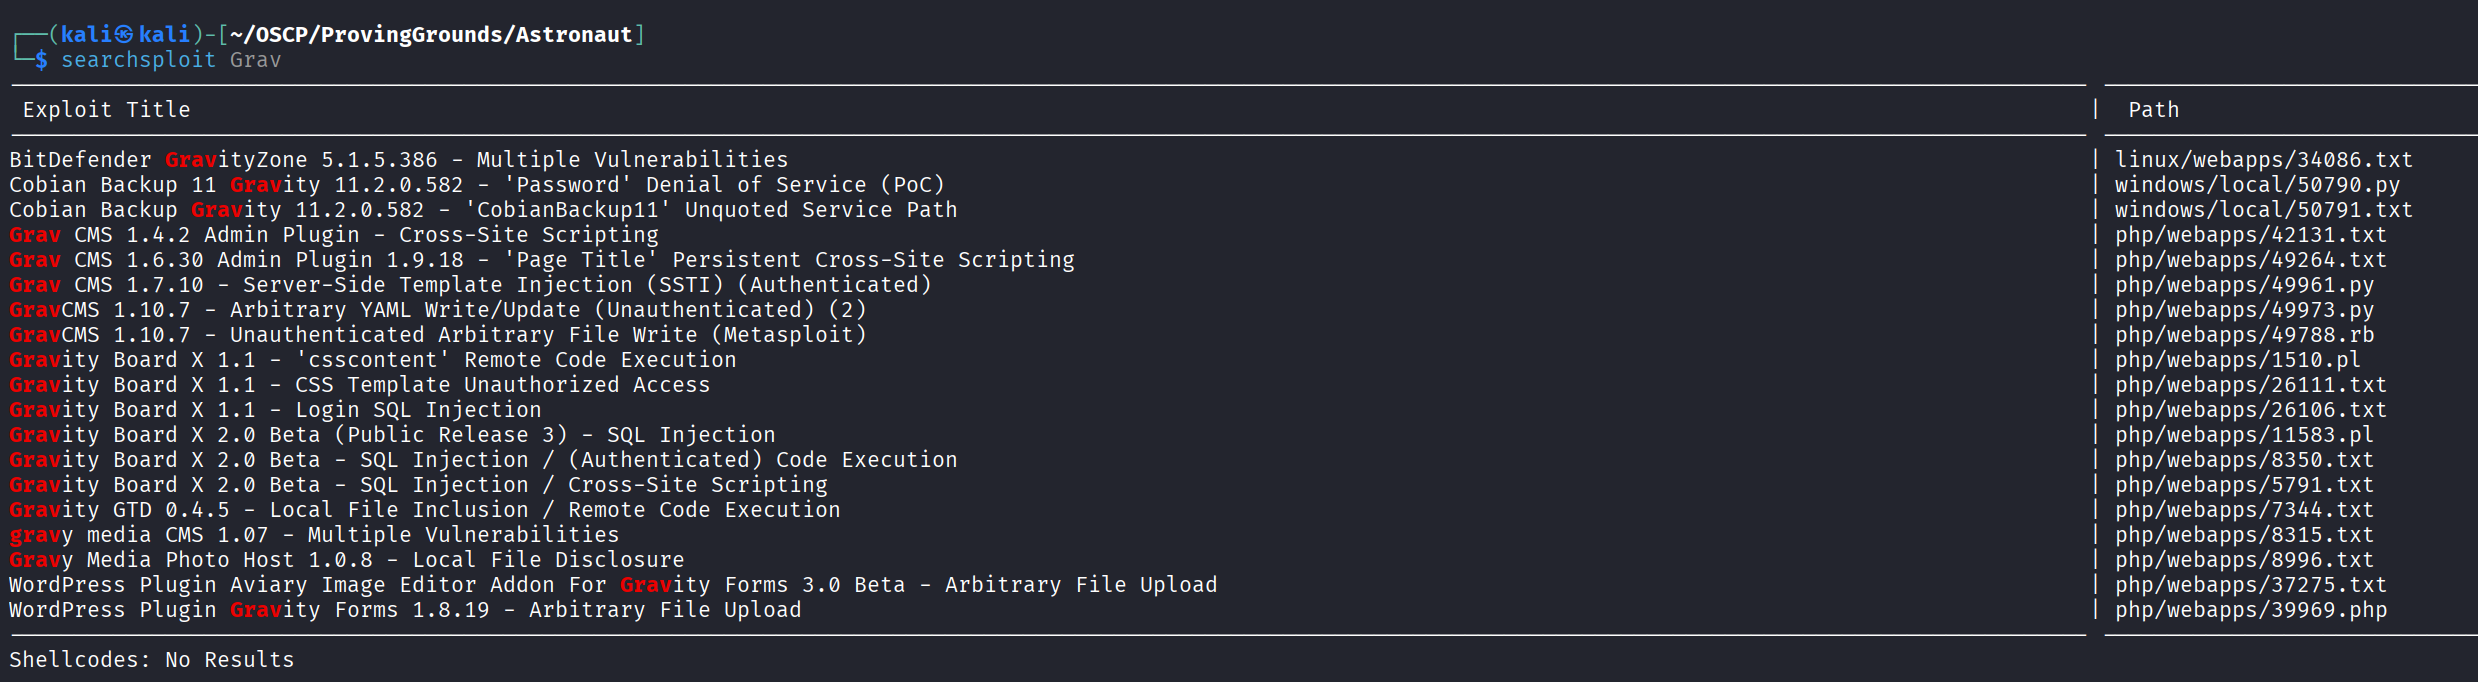 ┌──(kali㉿kali)-[~/OSCP/ProvingGrounds/Astronaut]
└─$ searchsploit Grav
Exploit Title | Path
BitDefender GravityZone 5.1.5.386 - Multiple Vulnerabilities | linux/webapps/34086.txt
Cobian Backup 11 Gravity 11.2.0.582 - 'Password' Denial of Service (PoC) | windows/local/50790.py
Cobian Backup Gravity 11.2.0.582 - 'CobianBackup11' Unquoted Service Path | windows/local/50791.txt
Grav CMS 1.4.2 Admin Plugin - Cross-Site Scripting | php/webapps/42131.txt
Grav CMS 1.6.30 Admin Plugin 1.9.18 - 'Page Title' Persistent Cross-Site Scripting | php/webapps/49264.txt
Grav CMS 1.7.10 - Server-Side Template Injection (SSTI) (Authenticated) | php/webapps/49961.py
GravCMS 1.10.7 - Arbitrary YAML Write/Update (Unauthenticated) (2) | php/webapps/49973.py
GravCMS 1.10.7 - Unauthenticated Arbitrary File Write (Metasploit) | php/webapps/49788.rb
Gravity Board X 1.1 - 'csscontent' Remote Code Execution | php/webapps/1510.pl
Gravity Board X 1.1 - CSS Template Unauthorized Access | php/webapps/26111.txt
Gravity Board X 1.1 - Login SQL Injection | php/webapps/26106.txt
Gravity Board X 2.0 Beta (Public Release 3) - SQL Injection | php/webapps/11583.pl
Gravity Board X 2.0 Beta - SQL Injection / (Authenticated) Code Execution | php/webapps/8350.txt
Gravity Board X 2.0 Beta - SQL Injection / Cross-Site Scripting | php/webapps/5791.txt
Gravity GTD 0.4.5 - Local File Inclusion / Remote Code Execution | php/webapps/7344.txt
gravy media CMS 1.07 - Multiple Vulnerabilities | php/webapps/8315.txt
Gravy Media Photo Host 1.0.8 - Local File Disclosure | php/webapps/8996.txt
WordPress Plugin Aviary Image Editor Addon For Gravity Forms 3.0 Beta - Arbitrary File Upload | php/webapps/37275.txt
WordPress Plugin Gravity Forms 1.8.19 - Arbitrary File Upload | php/webapps/39969.php
Shellcodes: No Results